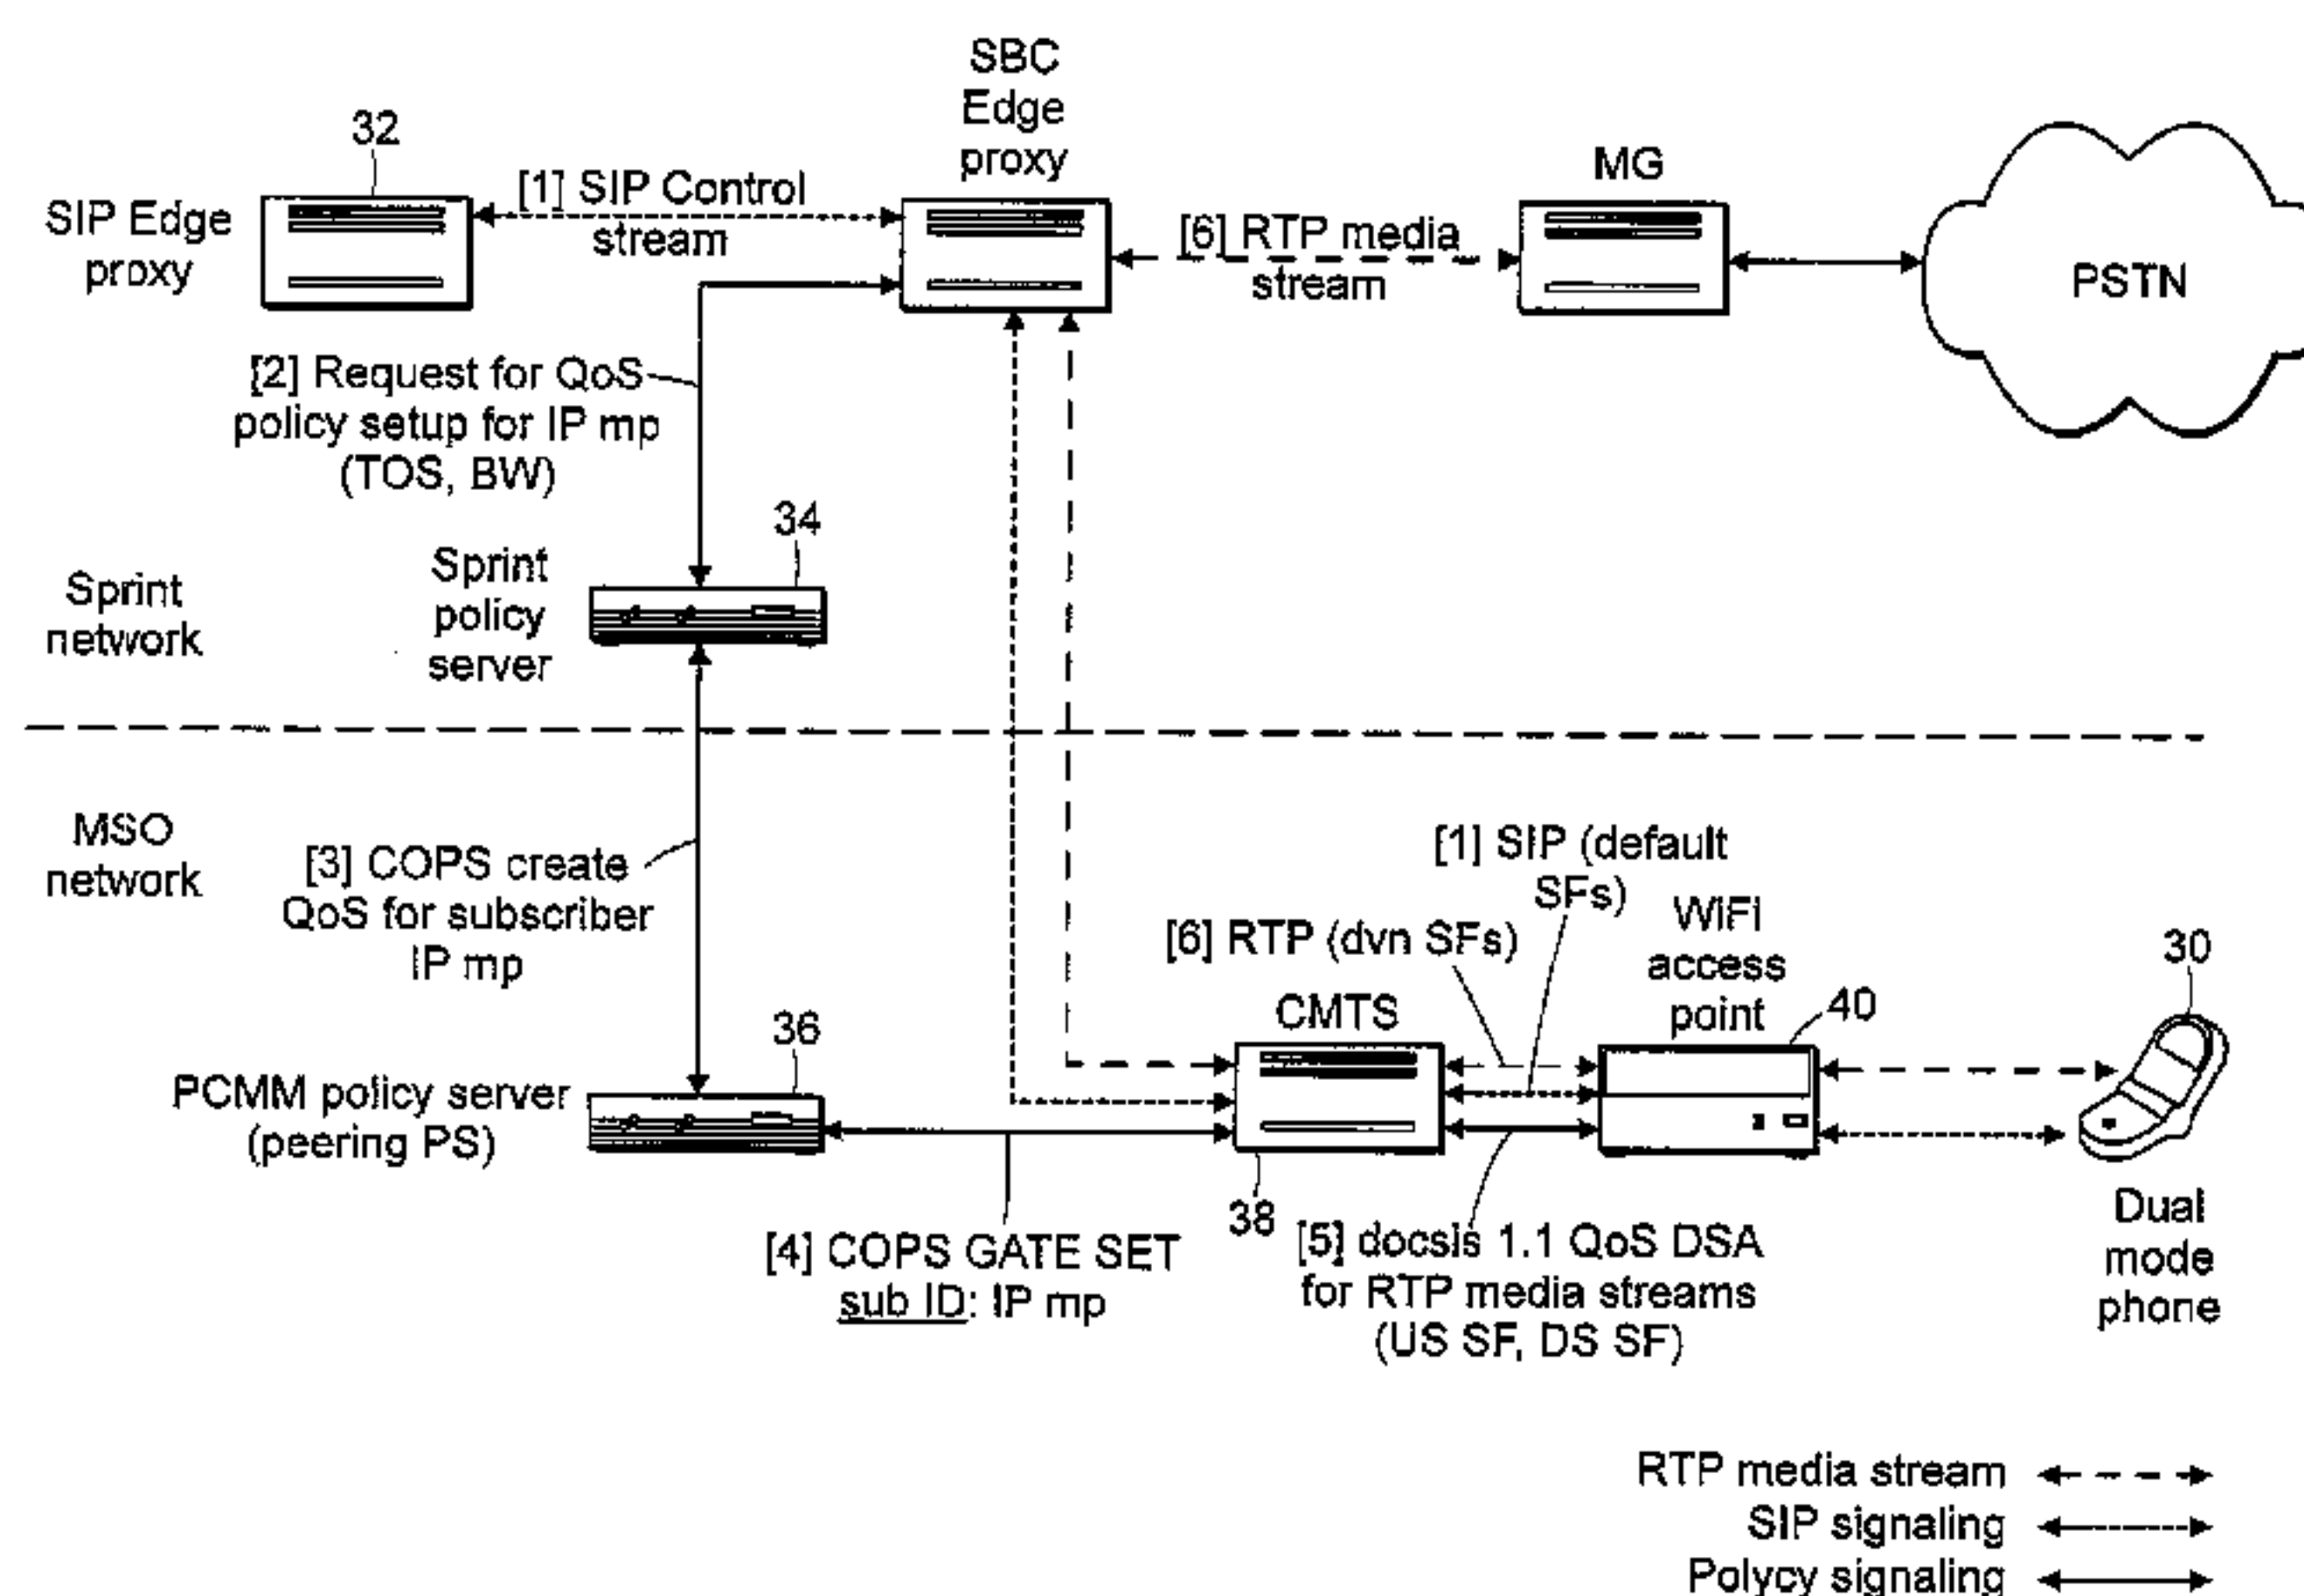 SBC
Edge
proxy
32
[1] SIP Control
stream
SIP Edge
proxy
MG
[6] RTP media
stream
PSTN
[2] Request for QoS
policy setup for IP mp
(TOS, BW)
34
Sprint
policy
server
Sprint
network
MSO
network
[3] COPS create
QoS for subscriber
IP mp
[1] SIP (default
SFs)
[6] RTP (dvn SFs)
WiFi
access
point
40
30
CMTS
36
PCMM policy server
(peering PS)
38
[4] COPS GATE SET
sub ID: IP mp
[5] docsis 1.1 QoS DSA
for RTP media streams
(US SF, DS SF)
Dual
mode
phone
RTP media stream
SIP signaling
Polycy signaling